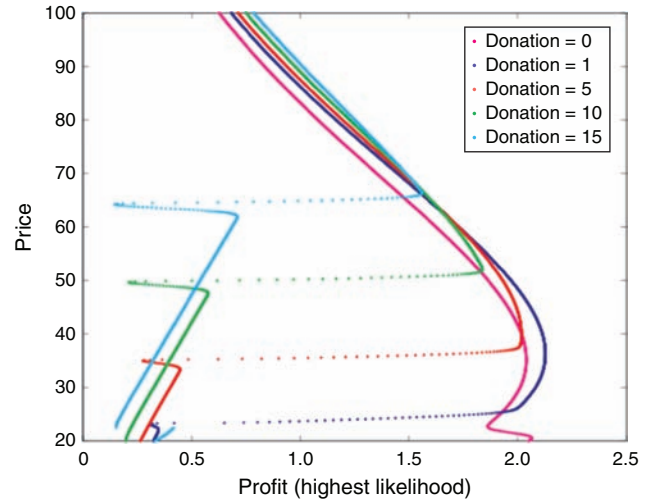 100
90
80
70
60
50
40
30
20
Price
0
0.5
1.0
1.5
2.0
2.5
Profit (highest likelihood)
Donation = 0
Donation = 1
Donation = 5
Donation = 10
Donation = 15